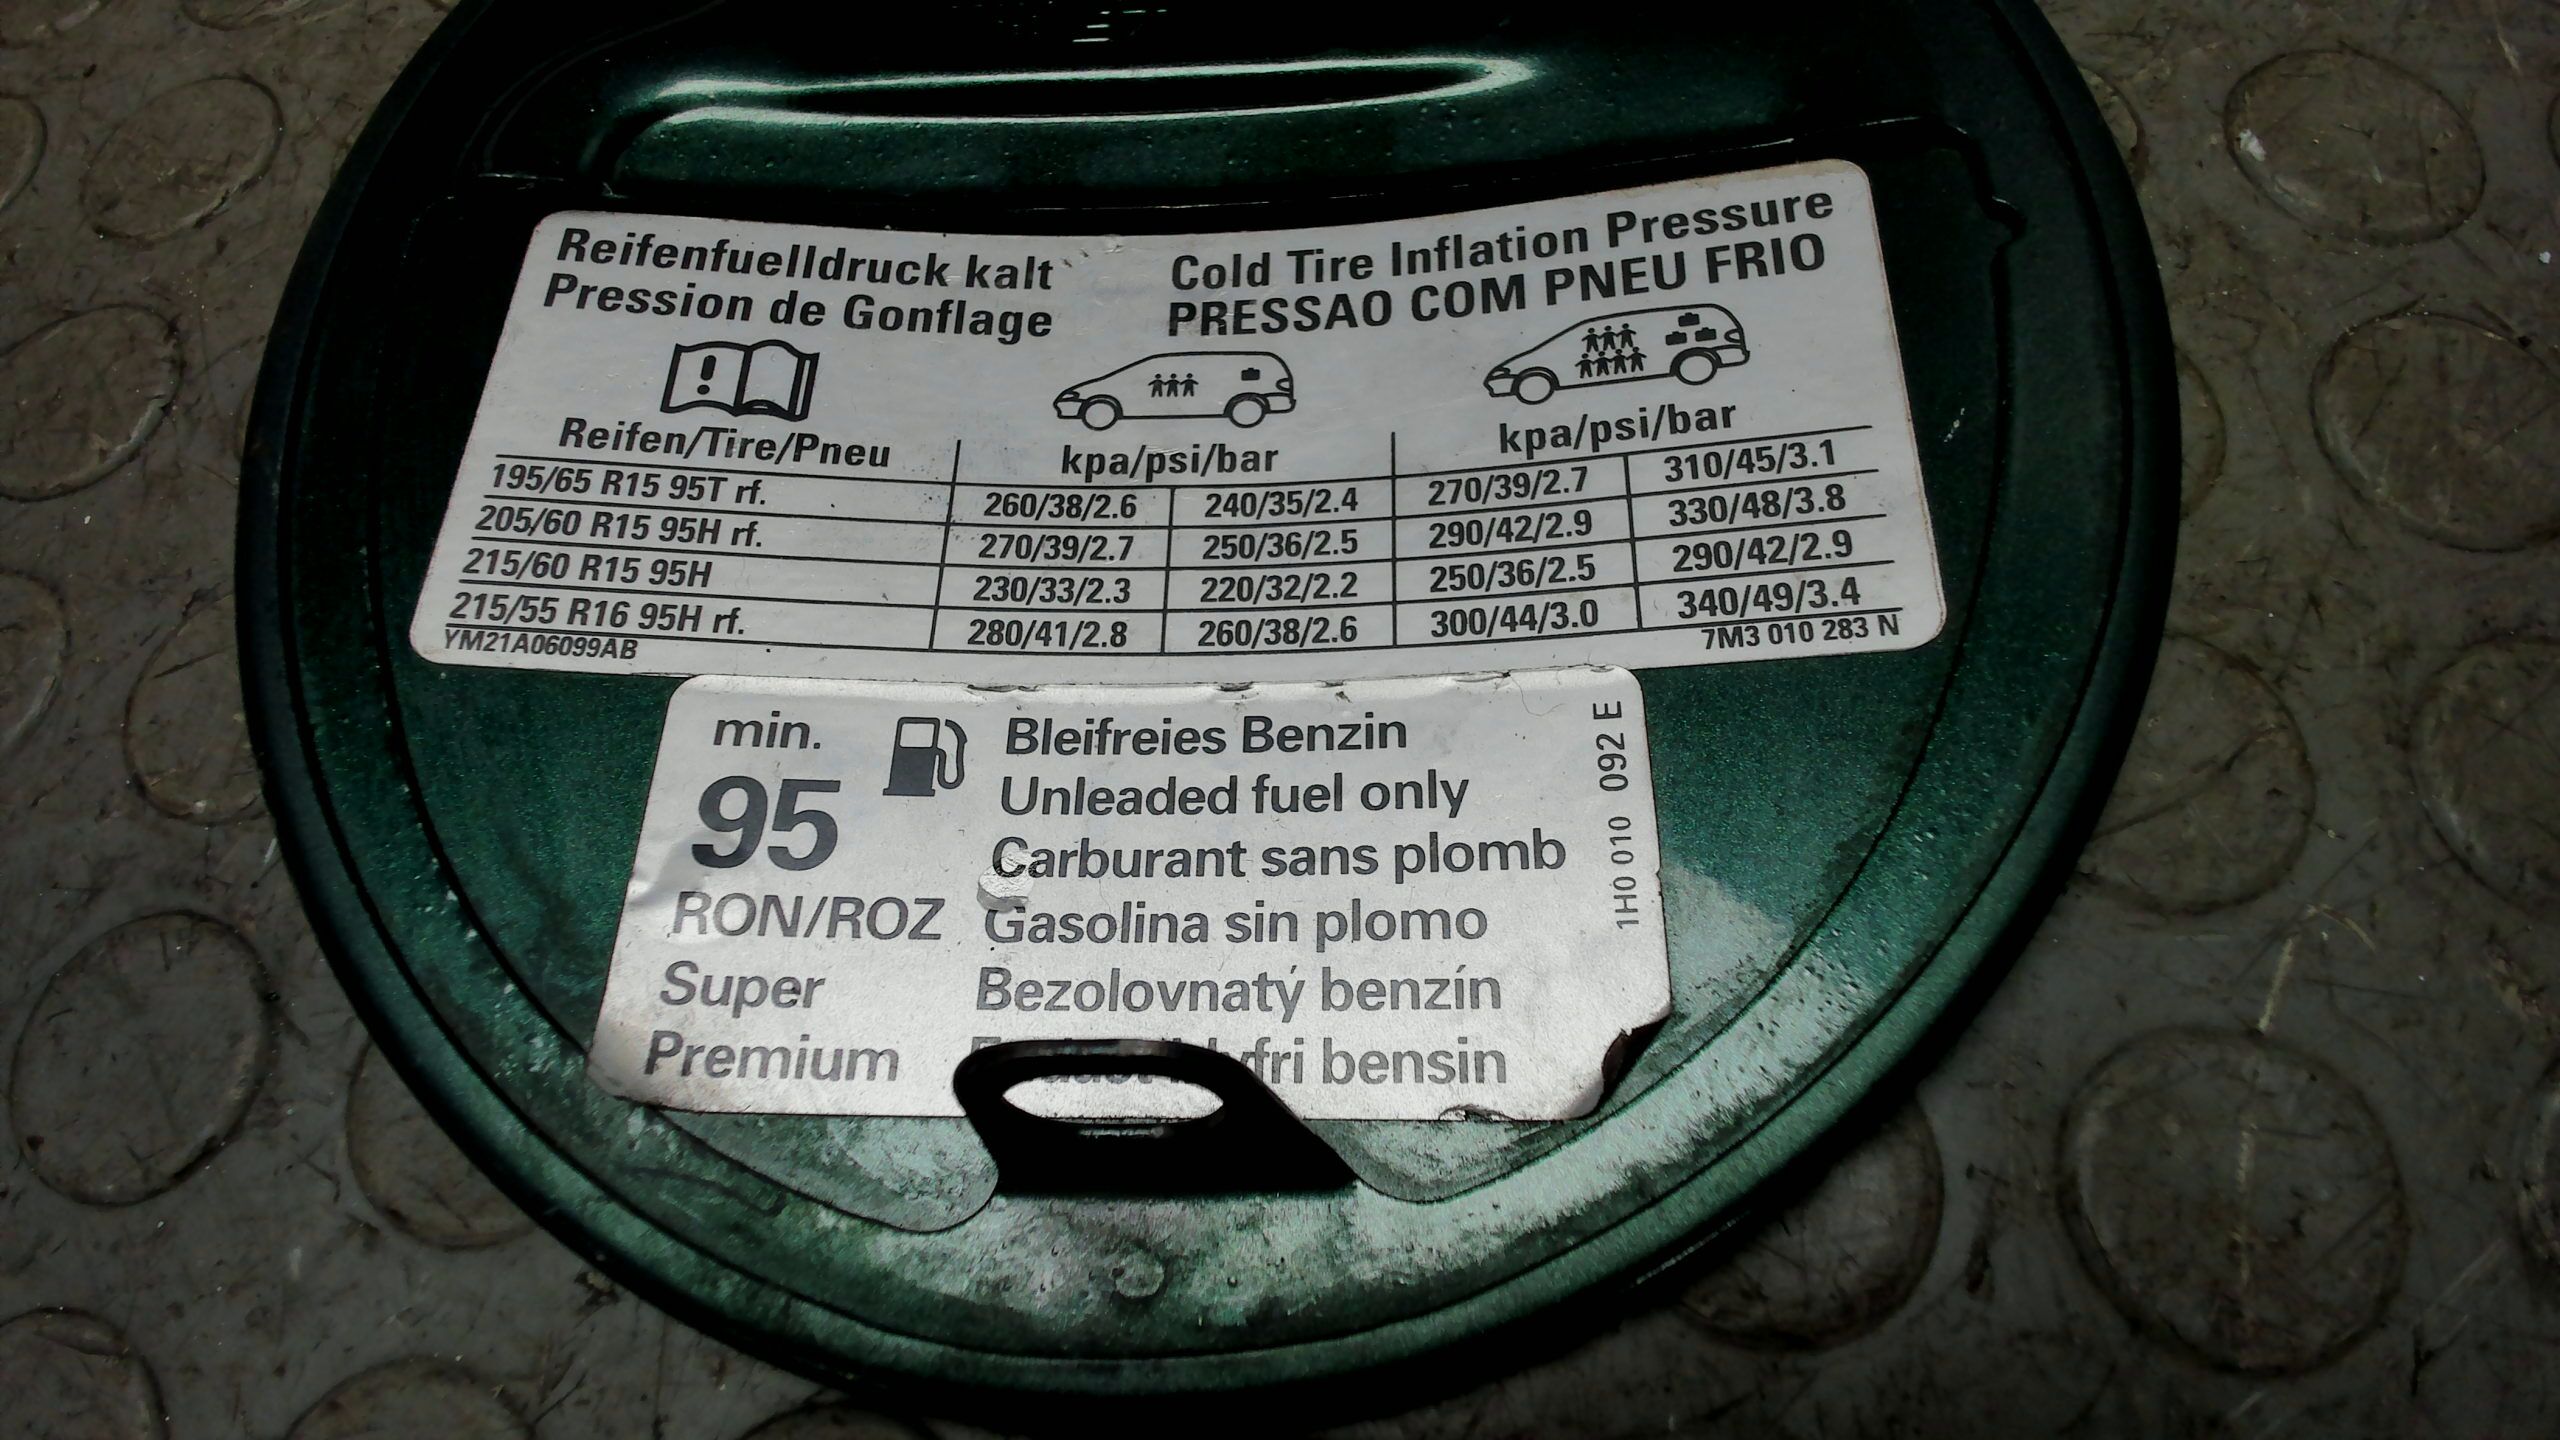 Reifenfuelldruck kalt
Pression de Gonflage
Cold Tire Inflation Pressure
PRESSAO COM PNEU FRIO
Reifen/Tire/Pneu kpa/psi/bar kpa/psi/bar
195/65 R15 95T rf. 260/38/2.6 240/35/2.4 270/39/2.7 310/45/3.1
205/60 R15 95H rf. 270/39/2.7 250/36/2.5 290/42/2.9 330/48/3.8
215/60 R15 95H 230/33/2.3 220/32/2.2 250/36/2.5 290/42/2.9
215/55 R16 95H rf. 280/41/2.8 260/38/2.6 300/44/3.0 340/49/3.4
YM21A06099AB 7M3 010 283 N
min.
95
RON/ROZ
Super
Premium
Bleifreies Benzin
Unleaded fuel only
Carburant sans plomb
Gasolina sin plomo
Bezolovnatý benzín
bensin
1H0 010 092 E